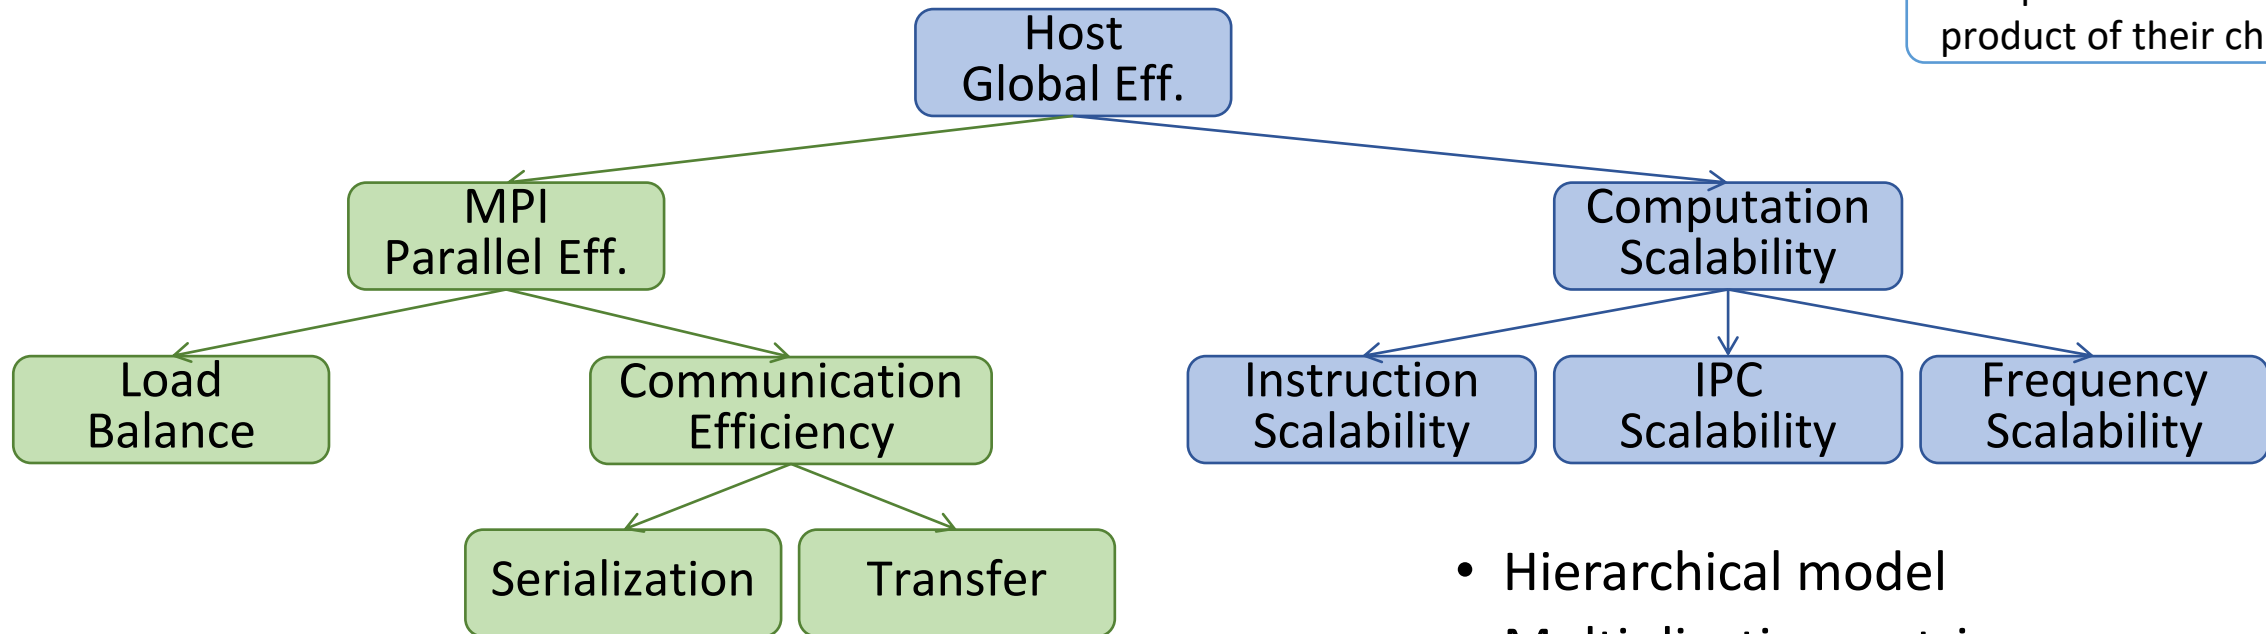 product of their
Host
Global Eff.
MPI
Parallel Eff.
Computation
Scalability
Load
Balance
Communication
Efficiency
Instruction
Scalability
IPC
Scalability
Frequency
Scalability
Serialization
Transfer
• Hierarchical model